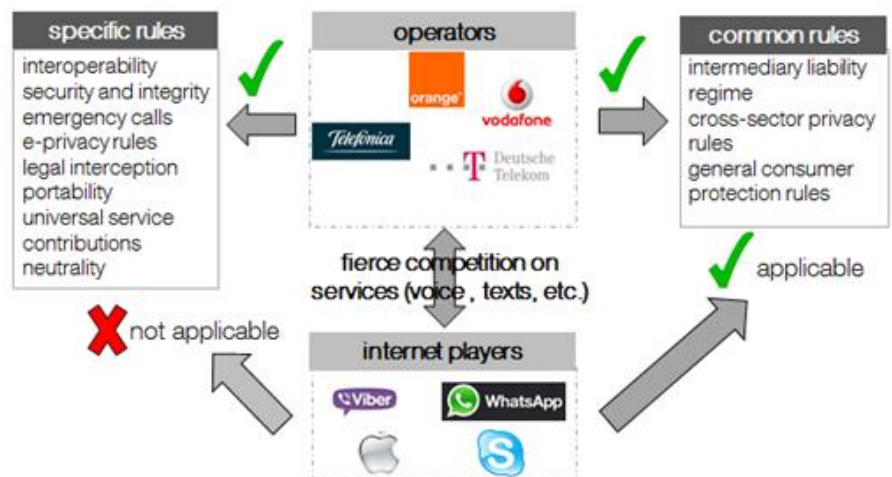 specific rules
interoperability
security and integrity
emergency calls
e-privacy rules
legal interception
portability
universal service
contributions
neutrality
operators
orange™
vodafone
Telefónica
T Deutsche
Telekom
common rules
intermediary liability
regime
cross-sector privacy
rules
general consumer
protection rules
fierce competition on
services (voice , texts, etc.)
applicable
not applicable
internet players
Viber
WhatsApp
S